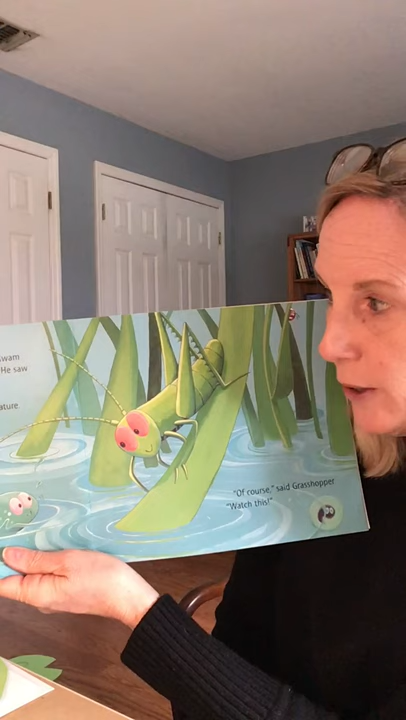 swam
He saw
ature
"Of course," said Grasshopper
"Watch this!"